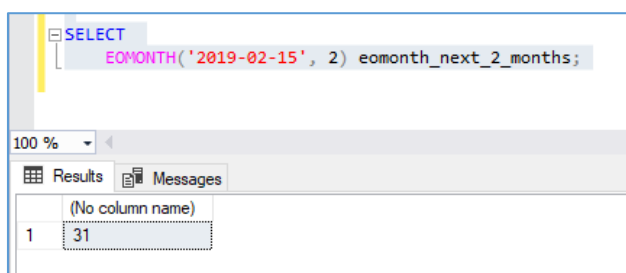 SELECT
EOMONTH('2019-02-15', 2) eomonth_next_2_months;
100 %
Results Messages
(No column name)
1 31